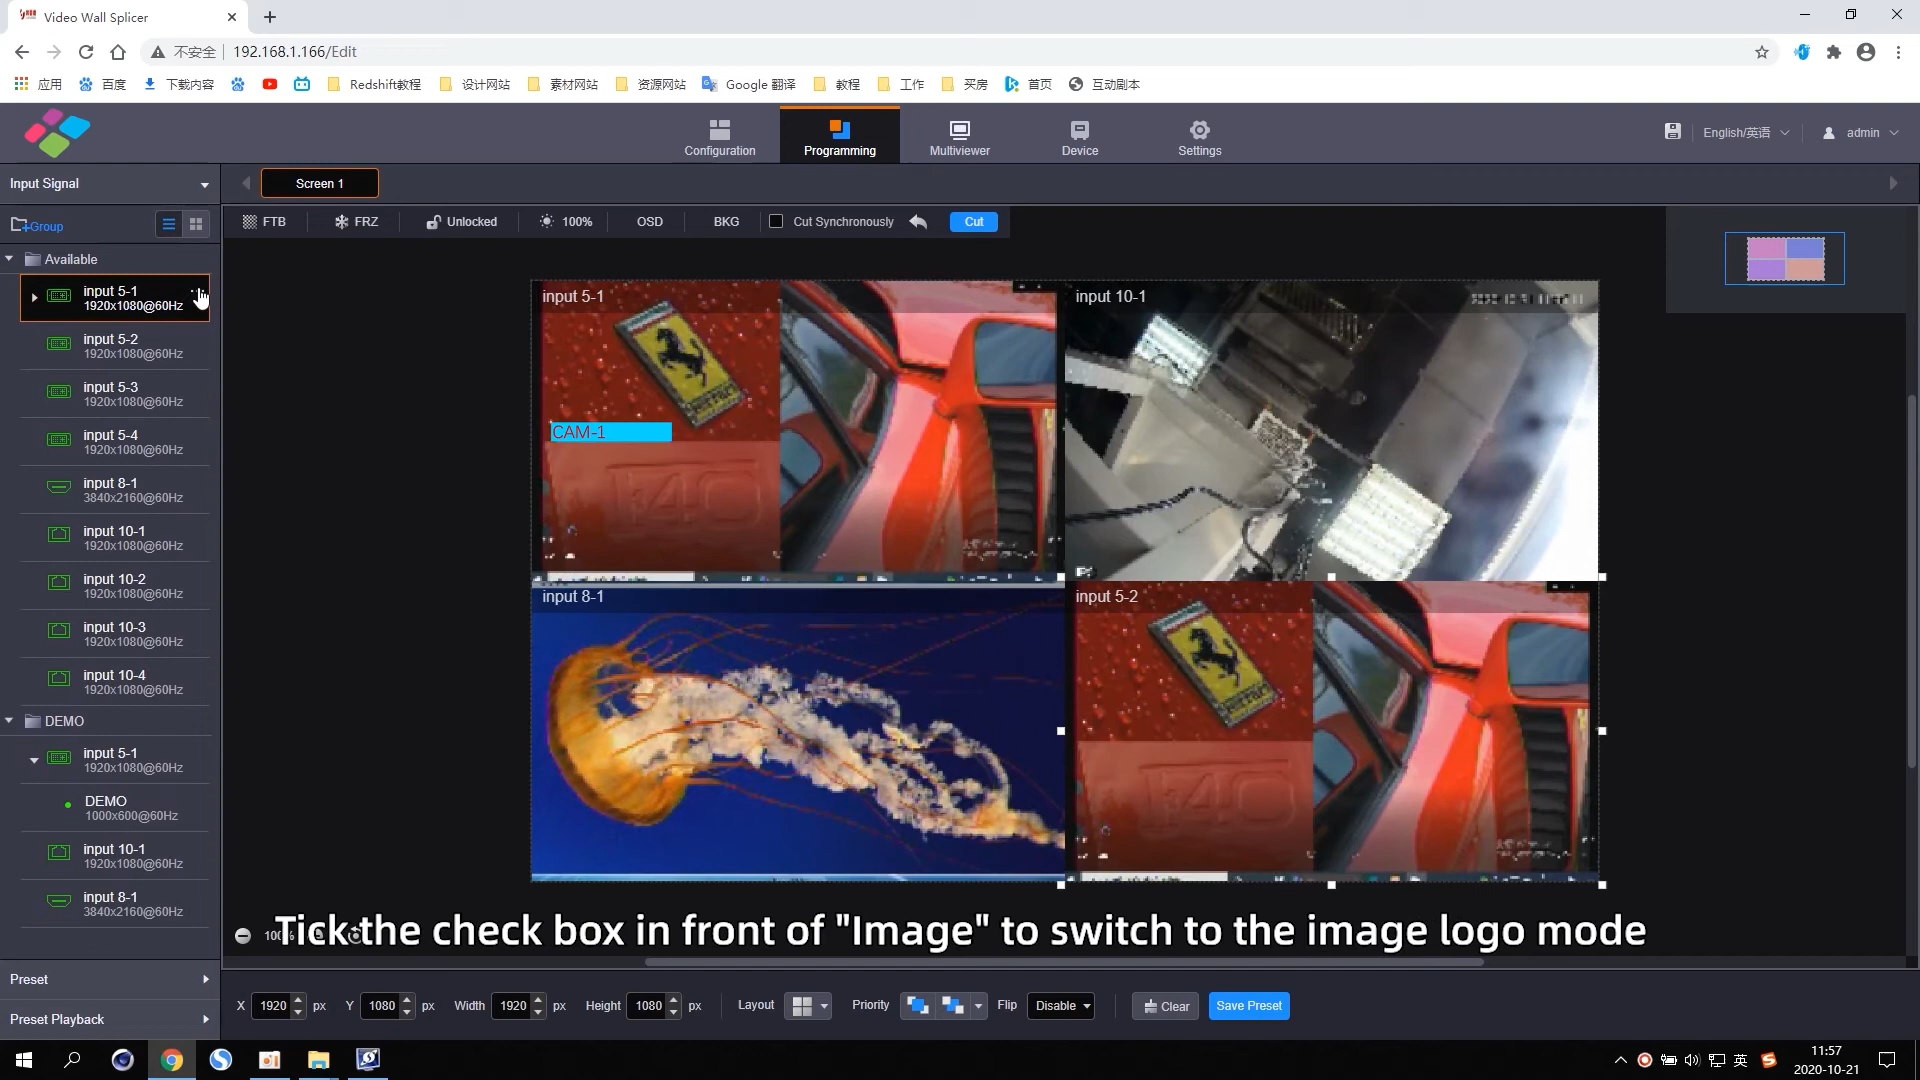 Video Wall Splicer
不安全 192.168.1.166/Edit
应用 百度 下载内容 Redshift教程 设计网站 素材网站 资源网站 Google 翻译 教程 工作 买房 首页 互动剧本
Configuration Programming Multiviewer Device Settings
English/英语 admin
Input Signal
Screen 1
Group
FTB FRZ Unlocked 100% OSD BKG Cut Synchronously Cut
Available
input 5-1
1920x1080@60Hz
input 5-2
1920x1080@60Hz
input 5-3
1920x1080@60Hz
input 5-4
1920x1080@60Hz
input 8-1
3840x2160@60Hz
input 10-1
1920x1080@60Hz
input 10-2
1920x1080@60Hz
input 10-3
1920x1080@60Hz
input 10-4
1920x1080@60Hz
DEMO
input 5-1
1920x1080@60Hz
DEMO
1000x600@60Hz
input 10-1
1920x1080@60Hz
input 8-1
3840x2160@60Hz
Preset
Preset Playback
input 5-1
CAM-1
F40
input 10-1
input 8-1
input 5-2
F40
Tick the check box in front of "Image" to switch to the image logo mode
X 1920 px Y 1080 px Width 1920 px Height 1080 px Layout Priority Flip Disable Clear Save Preset
英
11:57
2020-10-21